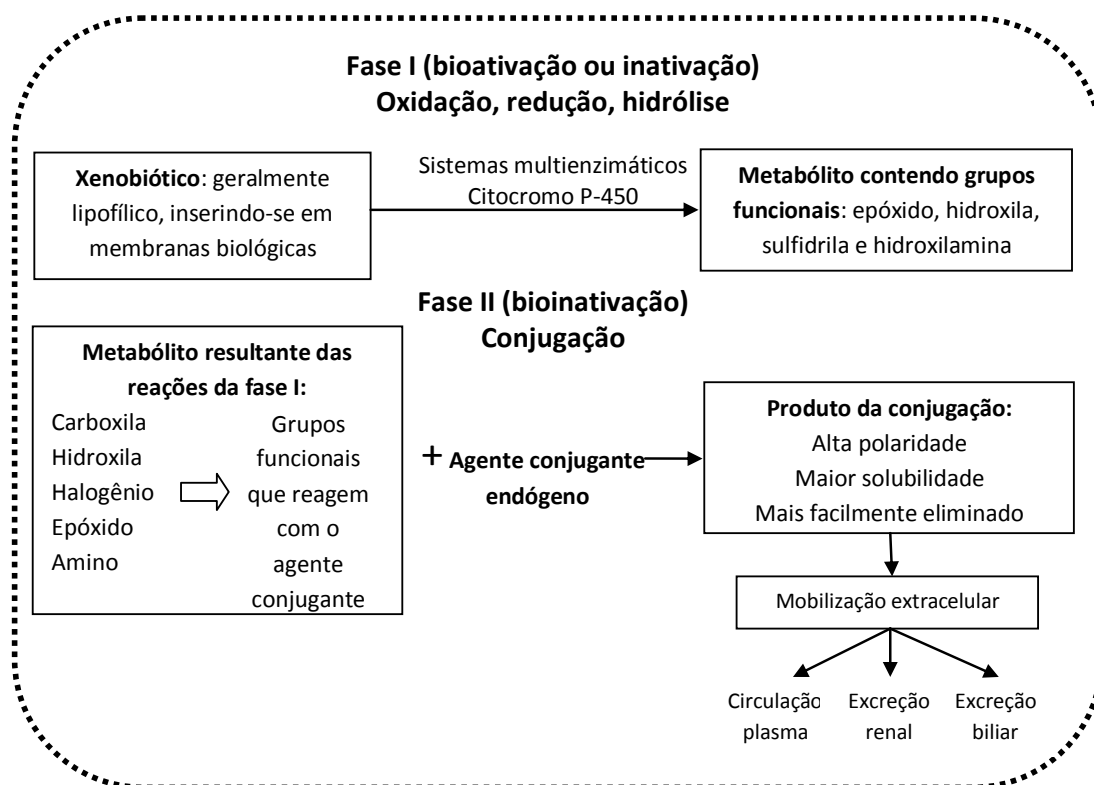 Fase I (bioativação ou inativação)
Oxidação, redução, hidrólise
Xenobiótico: geralmente
lipofílico, inserindo-se em
membranas biológicas
Sistemas multienzimáticos
Citocromo P-450
Metabólito contendo grupos
funcionais: epóxido, hidroxila,
sulfidrila e hidroxilamina
Fase II (bioinativação)
Conjugação
Metabólito resultante das
reações da fase I:
Carboxila
Hidroxila
Halogênio
Epóxido
Amino
Grupos
funcionais
que reagem
com o
agente
conjugante
+ Agente conjugante
endógeno
Produto da conjugação:
Alta polaridade
Maior solubilidade
Mais facilmente eliminado
Mobilização extracelular
Circulação
plasma
Excreção
renal
Excreção
biliar